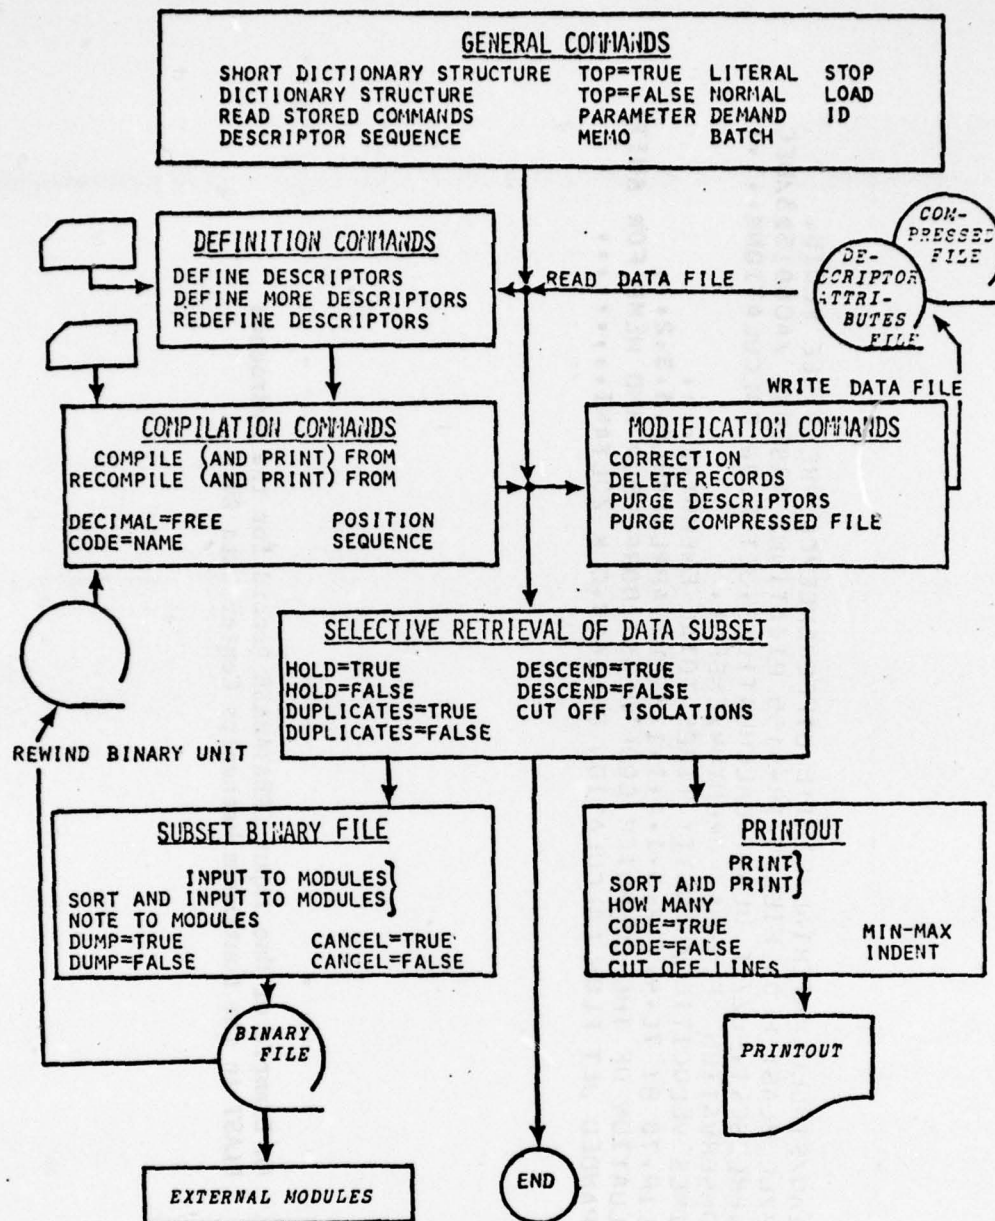 GENERAL COMMANDS
SHORT DICTIONARY STRUCTURE TOP=TRUE LITERAL STOP
DICTIONARY STRUCTURE TOP=FALSE NORMAL LOAD
READ STORED COMMANDS PARAMETER DEMAND ID
DESCRIPTOR SEQUENCE MEMO BATCH
COM-
PRESSED
FILE
DE-
SCRIPTOR
ATTRI-
BUTES
FILE
DEFINITION COMMANDS
DEFINE DESCRIPTORS
DEFINE MORE DESCRIPTORS
REDEFINE DESCRIPTORS
READ DATA FILE
WRITE DATA FILE
COMPILATION COMMANDS
COMPILE (AND PRINT) FROM
RECOMPILE (AND PRINT) FROM
DECIMAL=FREE POSITION
CODE=NAME SEQUENCE
MODIFICATION COMMANDS
CORRECTION
DELETE RECORDS
PURGE DESCRIPTORS
PURGE COMPRESSED FILE
SELECTIVE RETRIEVAL OF DATA SUBSET
HOLD=TRUE DESCEND=TRUE
HOLD=FALSE DESCEND=FALSE
DUPLICATES=TRUE CUT OFF ISOLATIONS
DUPLICATES=FALSE
REWIND BINARY UNIT
SUBSET BINARY FILE
INPUT TO MODULES
SORT AND INPUT TO MODULES
NOTE TO MODULES
DUMP=TRUE CANCEL=TRUE
DUMP=FALSE CANCEL=FALSE
PRINTOUT
PRINT
SORT AND PRINT
HOW MANY
CODE=TRUE MIN-MAX
CODE=FALSE INDENT
CUT OFF LINES
BINARY
FILE
PRINTOUT
END
EXTERNAL MODULES